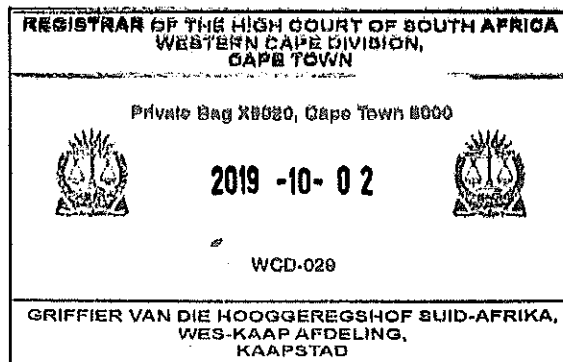 REGISTRAR OF THE HIGH COURT OF SOUTH AFRICA
WESTERN CAPE DIVISION,
CAPE TOWN
Private Bag X9020, Cape Town 8000
2019 -10- 02
WCD-029
GRIFFIER VAN DIE HOOGGEREGSHOF SUID-AFRIKA,
WES-KAAP AFDELING,
KAAPSTAD